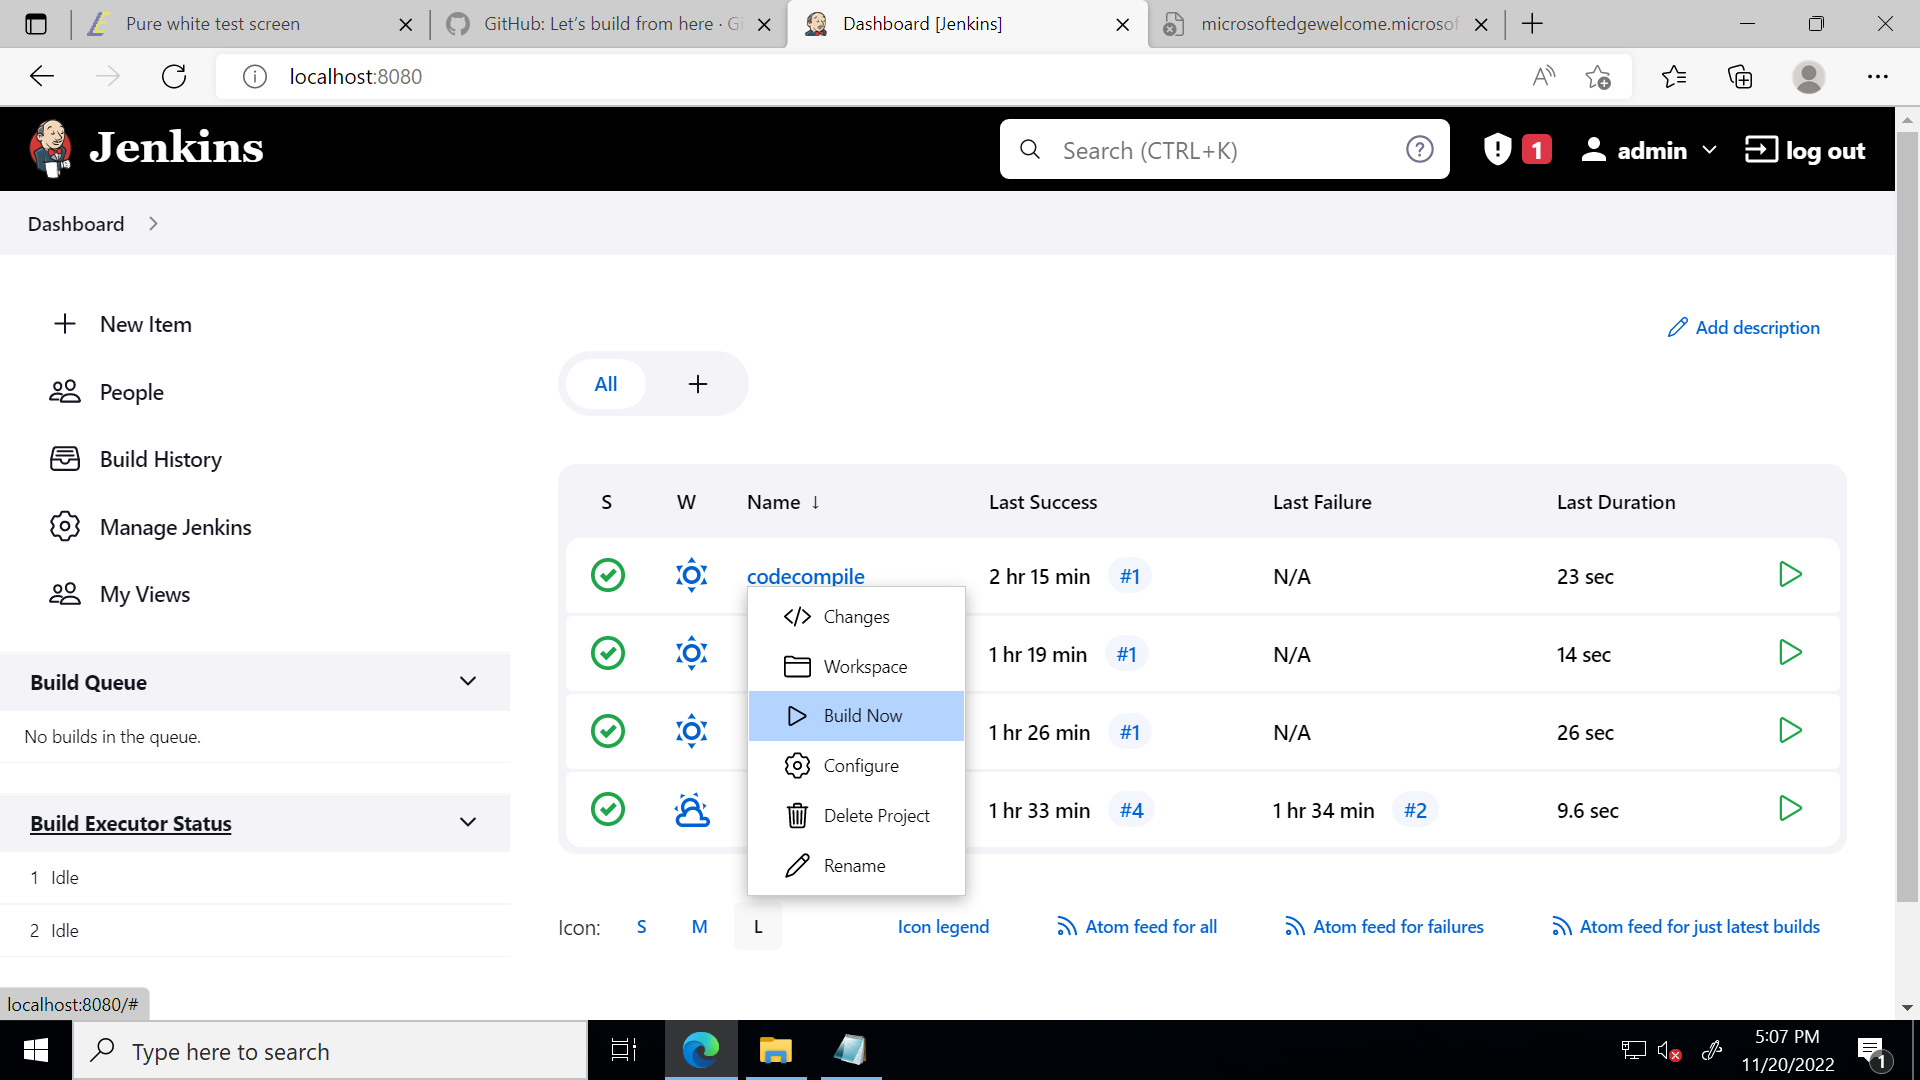 Pure white test screen
GitHub: Let's build from here · Gi
Dashboard [Jenkins]
microsoftedgewelcome.microsof
localhost:8080
Jenkins
Search (CTRL+K)
1
admin
log out
Dashboard
New Item
People
Build History
Manage Jenkins
My Views
Add description
All
S W Name ↓ Last Success Last Failure Last Duration
codecompile 2 hr 15 min #1 N/A 23 sec
1 hr 19 min #1 N/A 14 sec
1 hr 26 min #1 N/A 26 sec
1 hr 33 min #4 1 hr 34 min #2 9.6 sec
Changes
Workspace
Build Now
Configure
Delete Project
Rename
Build Queue
No builds in the queue.
Build Executor Status
1 Idle
2 Idle
Icon: S M L
Icon legend
Atom feed for all
Atom feed for failures
Atom feed for just latest builds
localhost:8080/#
Type here to search
5:07 PM
11/20/2022
1